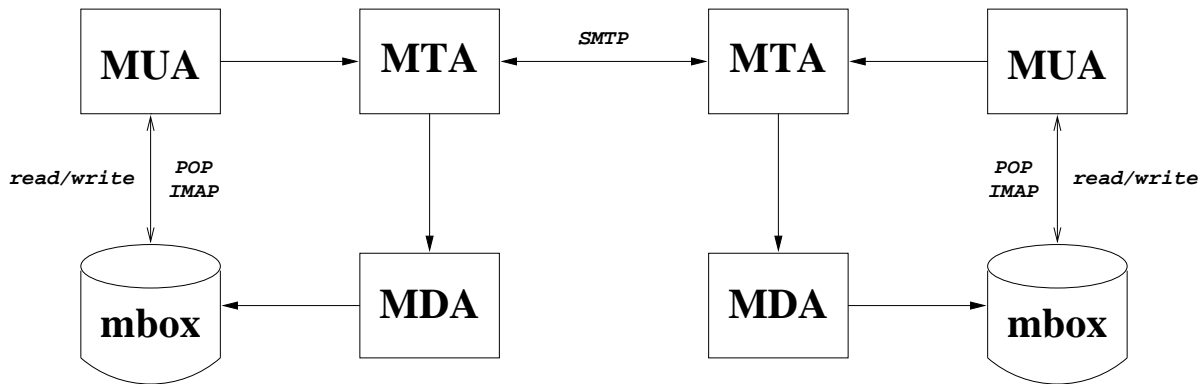 SMTP
MUA
MTA
MTA
MUA
read/write
POP
IMAP
POP
IMAP
read/write
mbox
MDA
MDA
mbox